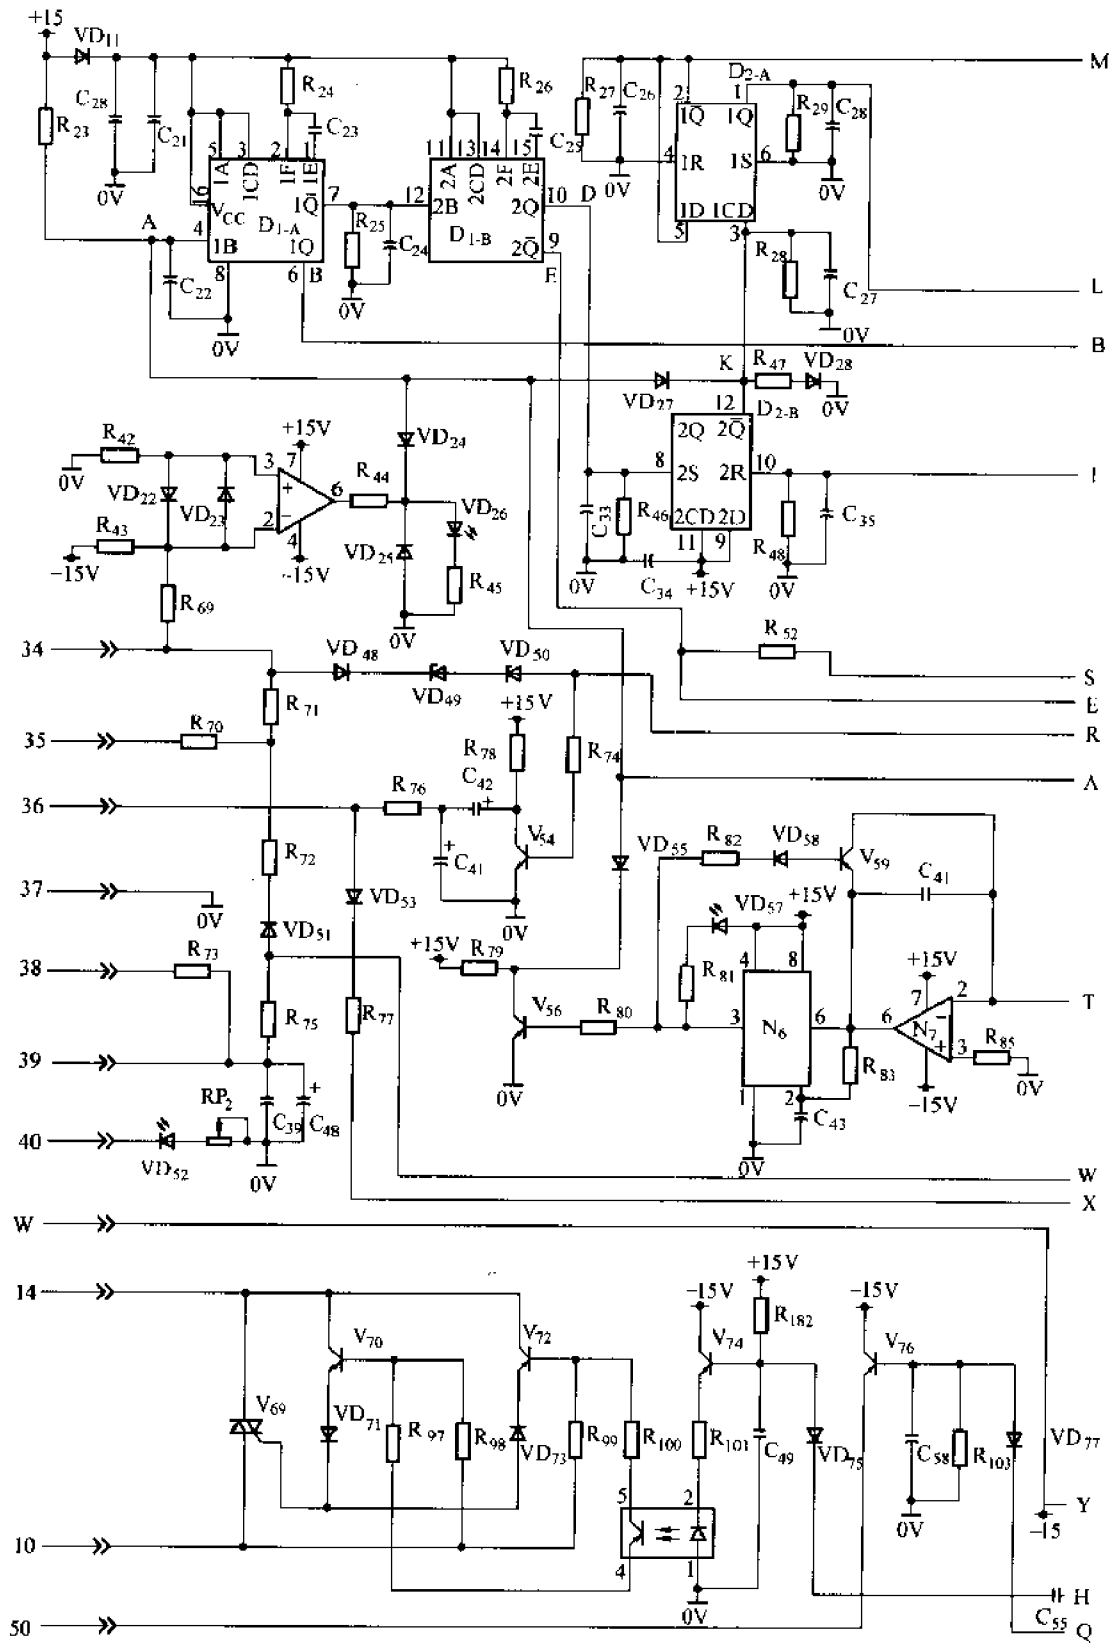 +15 VD11 M
R23 C28 C21 R24 C23 R26 C25 R27 C26 D2-A R29 C28
5 3 2 1 11 13 14 15 2 1
1A 1CD 1F 1E 2A 2CD 2F 2E 1Q̅ 1Q
0V 16 VCC 1Q̅ 7 12 2B 2Q 10 D 0V 4 1R 1S 6 0V
A 4 1B D1-A 1Q R25 C24 D1-B 2Q̅ 9 1D 1CD
5 3
C22 8 6 B 0V E R28 C27 L
0V 0V B
K R47 VD28
VD27 12 D2-B 0V
R42 +15V VD24 2Q 2Q̅
0V 3 7 R44 8 2S 2R 10 I
VD22 VD23 + 6 VD26 C33 R46 2CD 2D R48 C35
R43 2 − 4 VD25 11 9
−15V −15V R45 0V C34 +15V 0V
R69 0V
34 VD48 VD50 R52
R71 VD49 +15V S
E
35 R70 R78 R74 R
36 R76 C42 + A
R72 + C41 V54 VD55 R82 VD58 V59
37 0V VD53 0V VD57 +15V C41
VD51 +15V R79
38 R73 R81 4 8 +15V
R75 R77 V56 R80 3 N6 6 6 N7 7 − 2 T
39 + 3 R85
RP2 C39 + C48 0V 1 2 R83 −15V 0V
40 VD52 0V C43
0V W
X
W
14 −15V +15V −15V
V70 V72 V74 R182 V76
V69 VD71 R97 R98 VD73 R99 R100 R101 C49 VD75 C58 R103 VD77
5 2 0V Y
−15
10 4 1
0V H
50 C55 Q